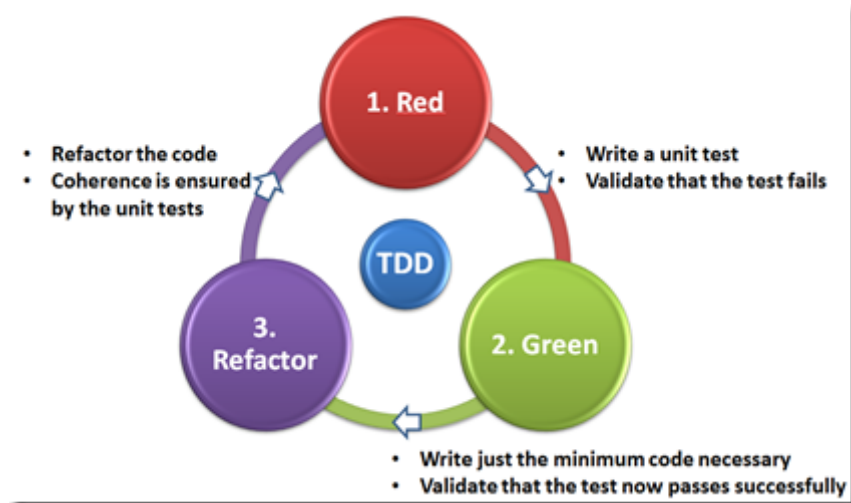 1. Red
• Write a unit test
• Validate that the test fails
• Refactor the code
• Coherence is ensured
by the unit tests
TDD
2. Green
3.
Refactor
• Write just the minimum code necessary
• Validate that the test now passes successfully